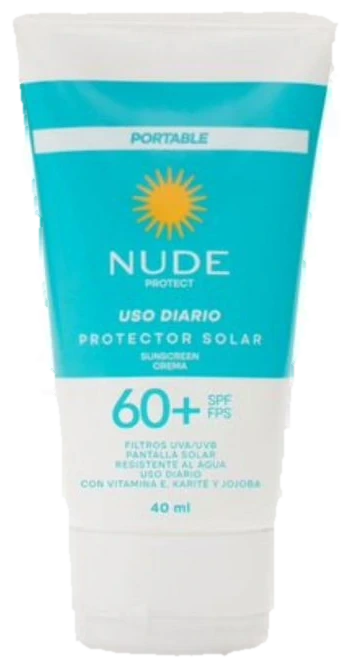 PORTABLE
NUDE
PROTECT
USO DIARIO
PROTECTOR SOLAR
SUNSCREEN
CREMA
60+ SPF
FPS
FILTROS UVA/UVB
PANTALLA SOLAR
RESISTENTE AL AGUA
USO DIARIO
CON VITAMINA E, KARITÉ Y JOJOBA
40 ml